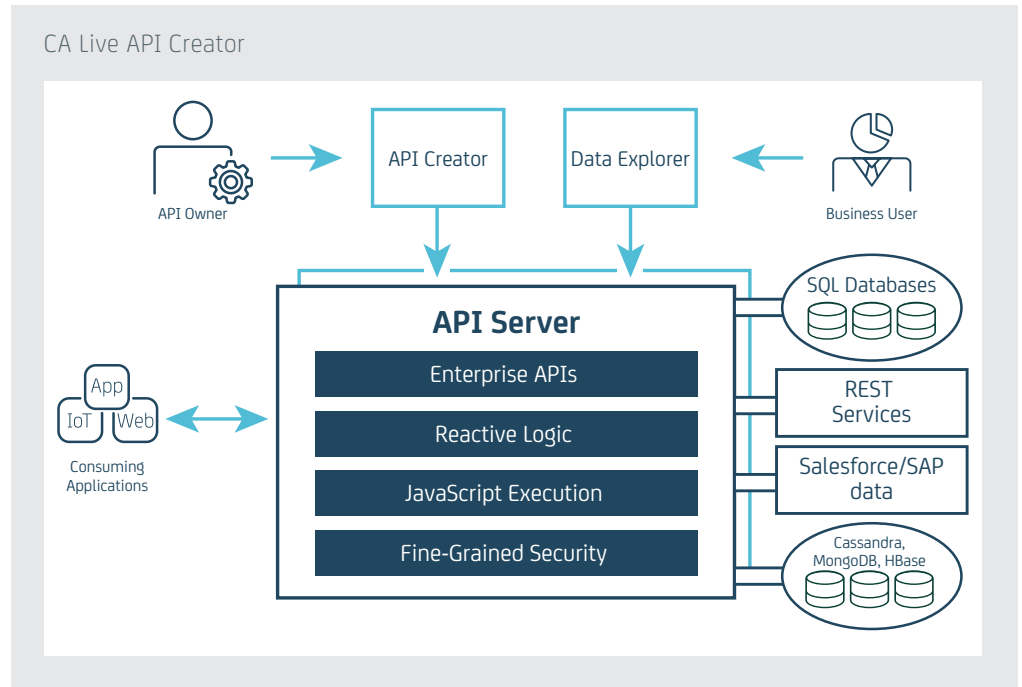 CA Live API Creator
API Creator
Data Explorer
API Owner
Business User
API Server
Enterprise APIs
Reactive Logic
JavaScript Execution
Fine-Grained Security
App
IoT
Web
Consuming
Applications
SQL Databases
REST
Services
Salesforce/SAP
data
Cassandra,
MongoDB, HBase